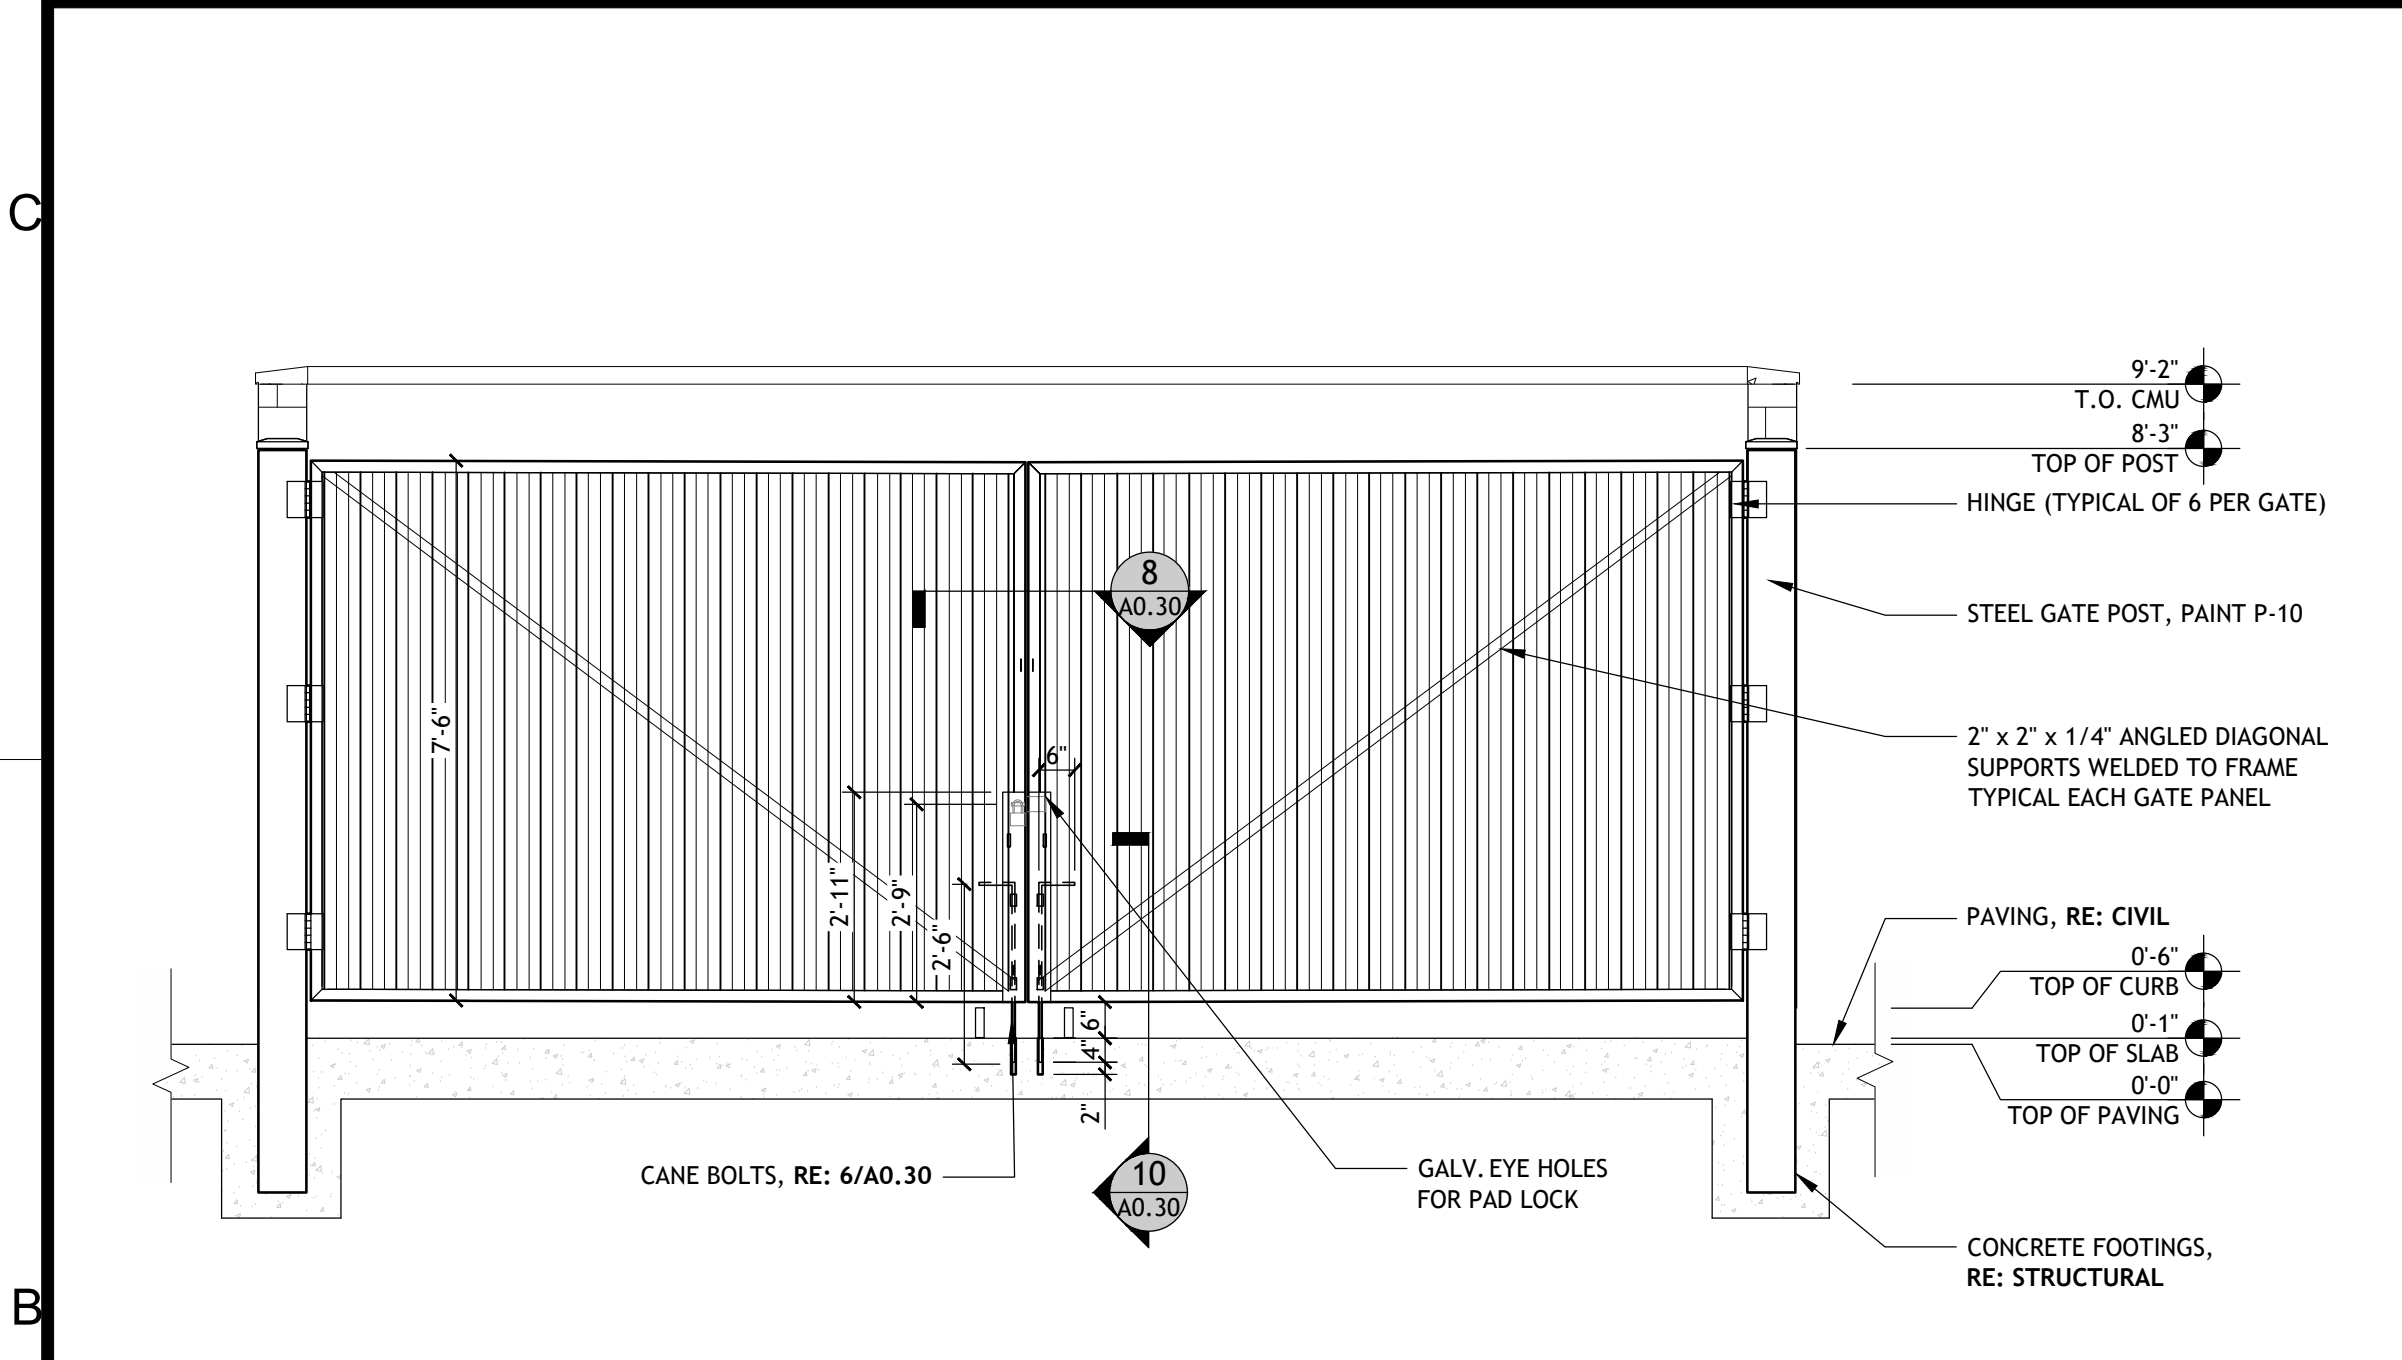 C
9'-2"
T.O. CMU
8'-3"
TOP OF POST
HINGE (TYPICAL OF 6 PER GATE)
8
A0.30
STEEL GATE POST, PAINT P-10
7'-6"
6"
2" x 2" x 1/4" ANGLED DIAGONAL
SUPPORTS WELDED TO FRAME
TYPICAL EACH GATE PANEL
2'-11"
2'-9"
2'-6"
PAVING, RE: CIVIL
0'-6"
TOP OF CURB
6"
4"
2"
0'-1"
TOP OF SLAB
0'-0"
TOP OF PAVING
CANE BOLTS, RE: 6/A0.30
10
A0.30
GALV. EYE HOLES
FOR PAD LOCK
CONCRETE FOOTINGS,
RE: STRUCTURAL
B